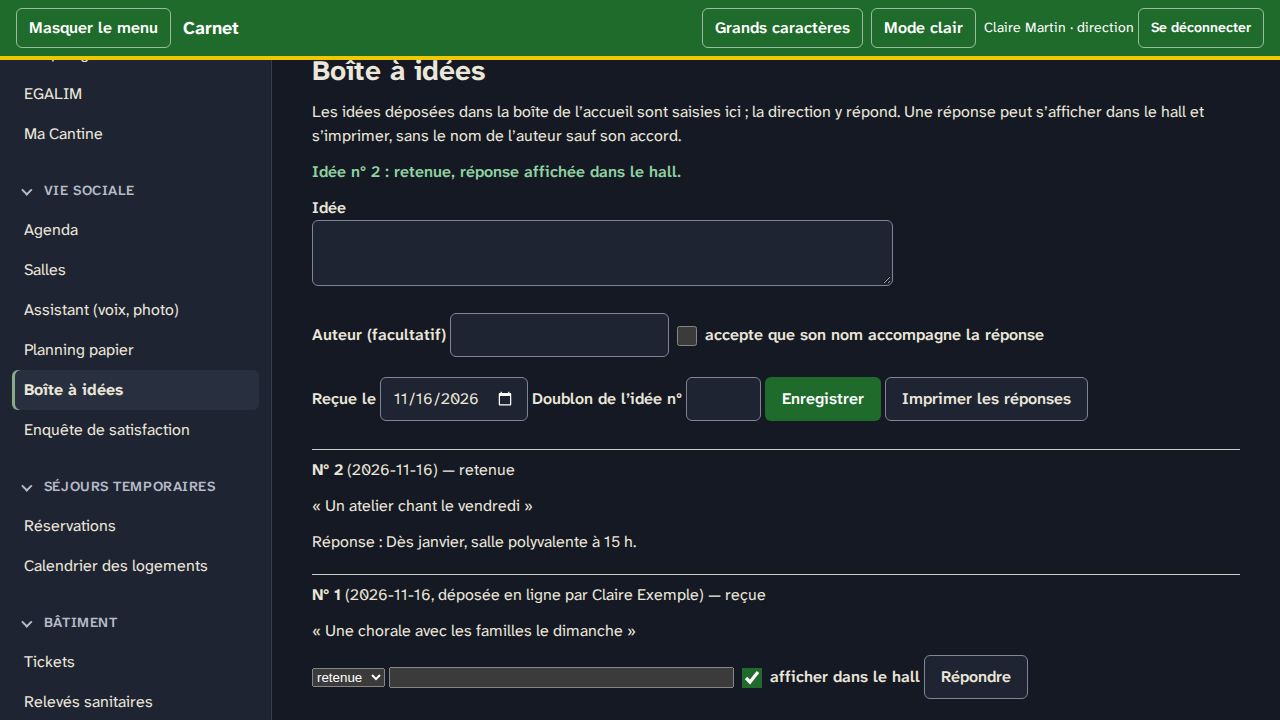 Masquer le menu
Carnet
Grands caractères
Mode clair
Claire Martin · direction
Se déconnecter
EGALIM
Ma Cantine
VIE SOCIALE
Agenda
Salles
Assistant (voix, photo)
Planning papier
Boîte à idées
Enquête de satisfaction
SÉJOURS TEMPORAIRES
Réservations
Calendrier des logements
BÂTIMENT
Tickets
Relevés sanitaires
Boîte à idées
Les idées déposées dans la boîte de l’accueil sont saisies ici ; la direction y répond. Une réponse peut s’afficher dans le hall et
s’imprimer, sans le nom de l’auteur sauf son accord.
Idée n° 2 : retenue, réponse affichée dans le hall.
Idée
Auteur (facultatif)
accepte que son nom accompagne la réponse
Reçue le 11/16/2026 Doublon de l’idée n° Enregistrer Imprimer les réponses
N° 2 (2026-11-16) — retenue
« Un atelier chant le vendredi »
Réponse : Dès janvier, salle polyvalente à 15 h.
N° 1 (2026-11-16, déposée en ligne par Claire Exemple) — reçue
« Une chorale avec les familles le dimanche »
retenue afficher dans le hall Répondre